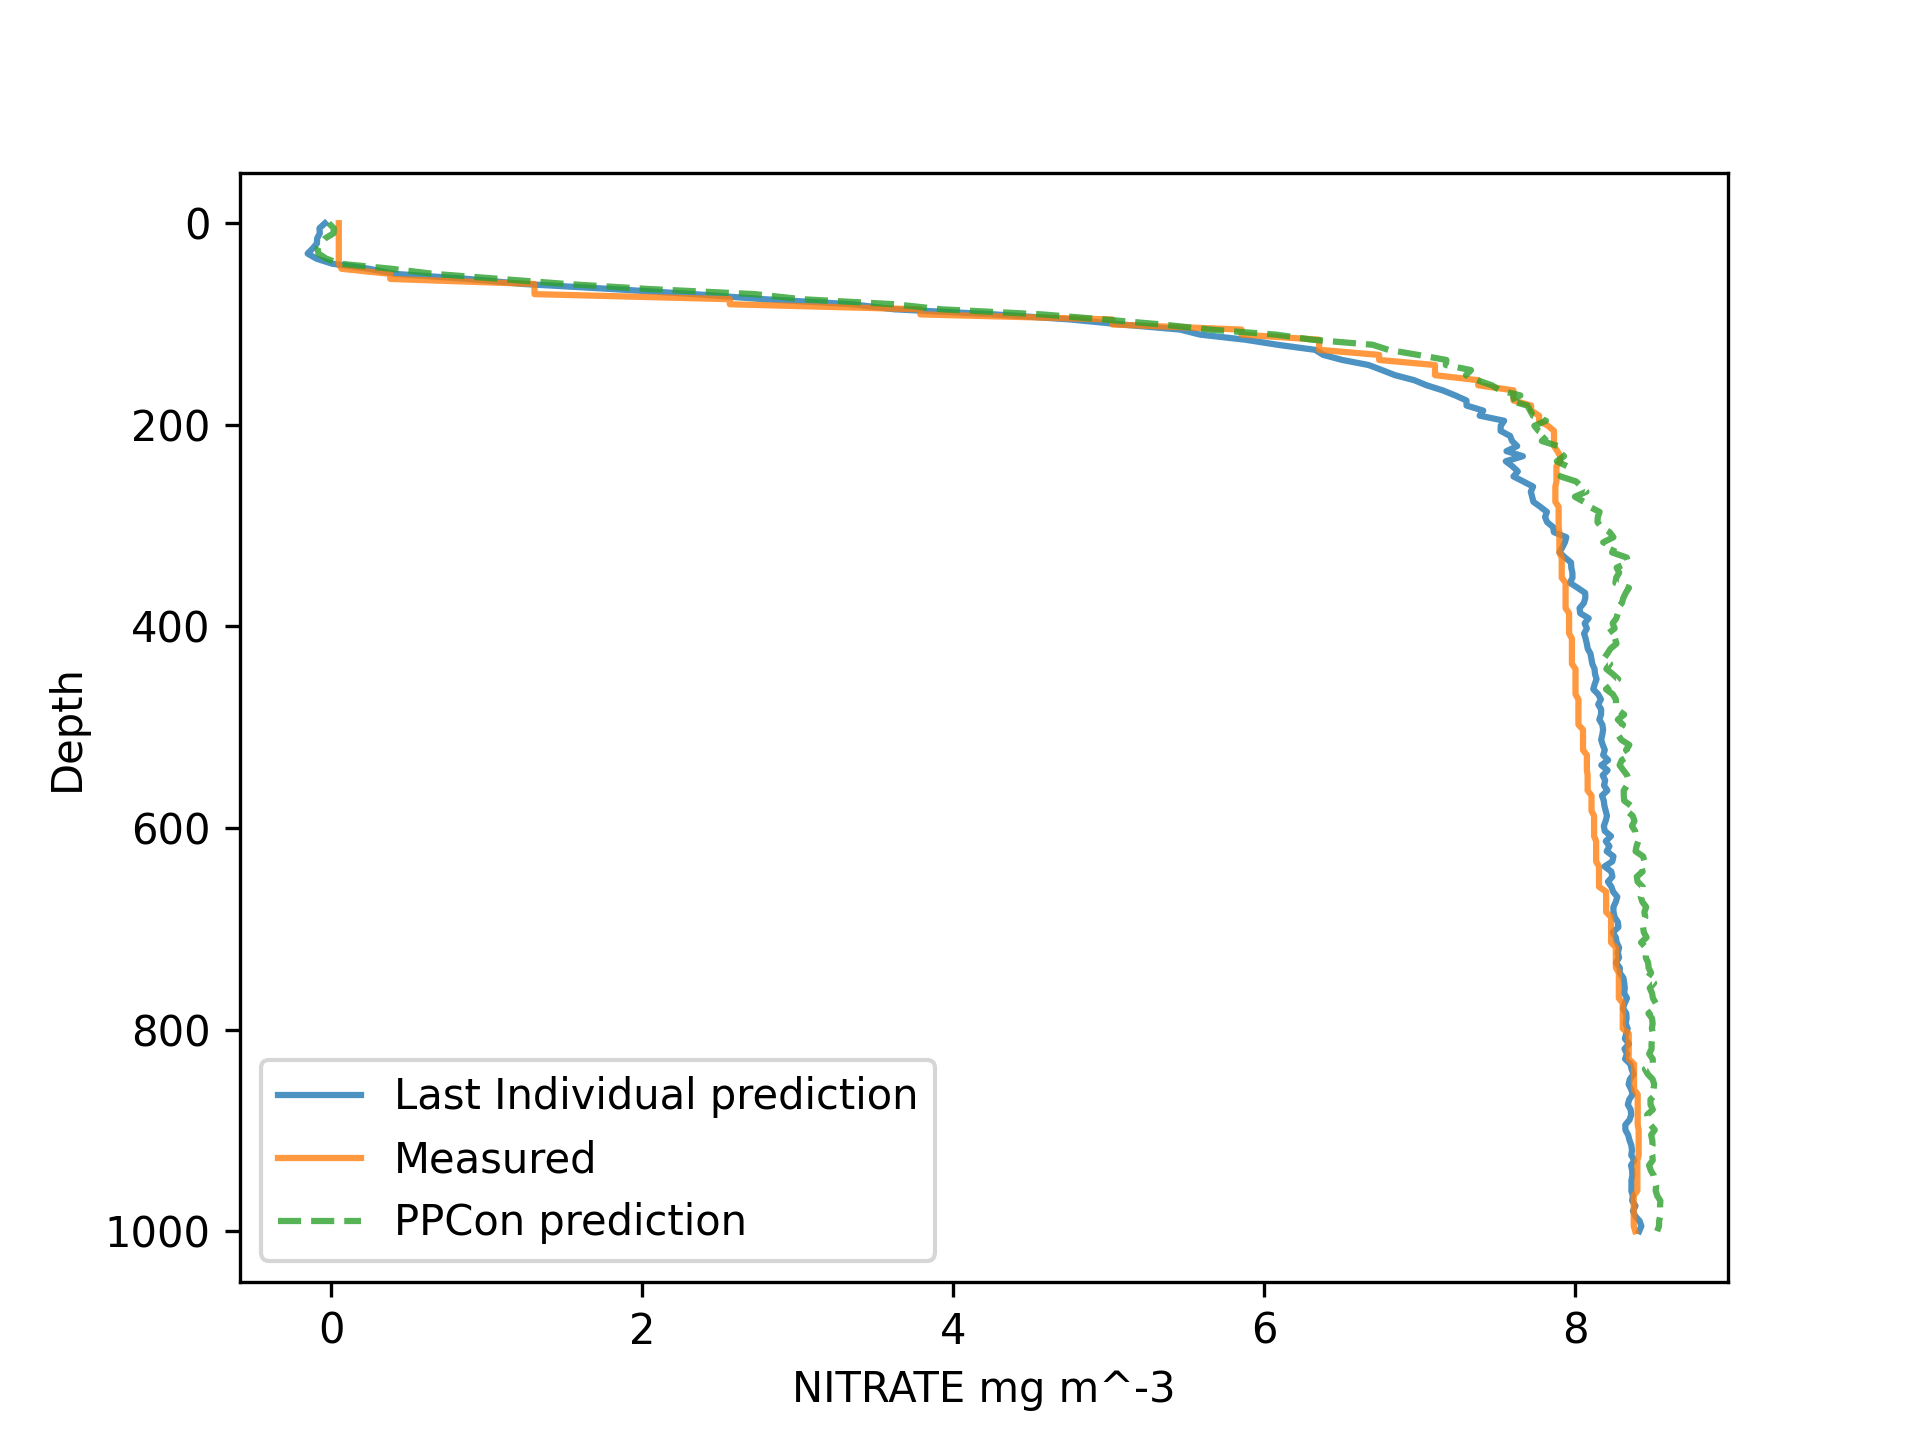 0
200
400
600
800
1000
Depth
Last Individual prediction
Measured
PPCon prediction
0 2 4 6 8
NITRATE mg m^-3